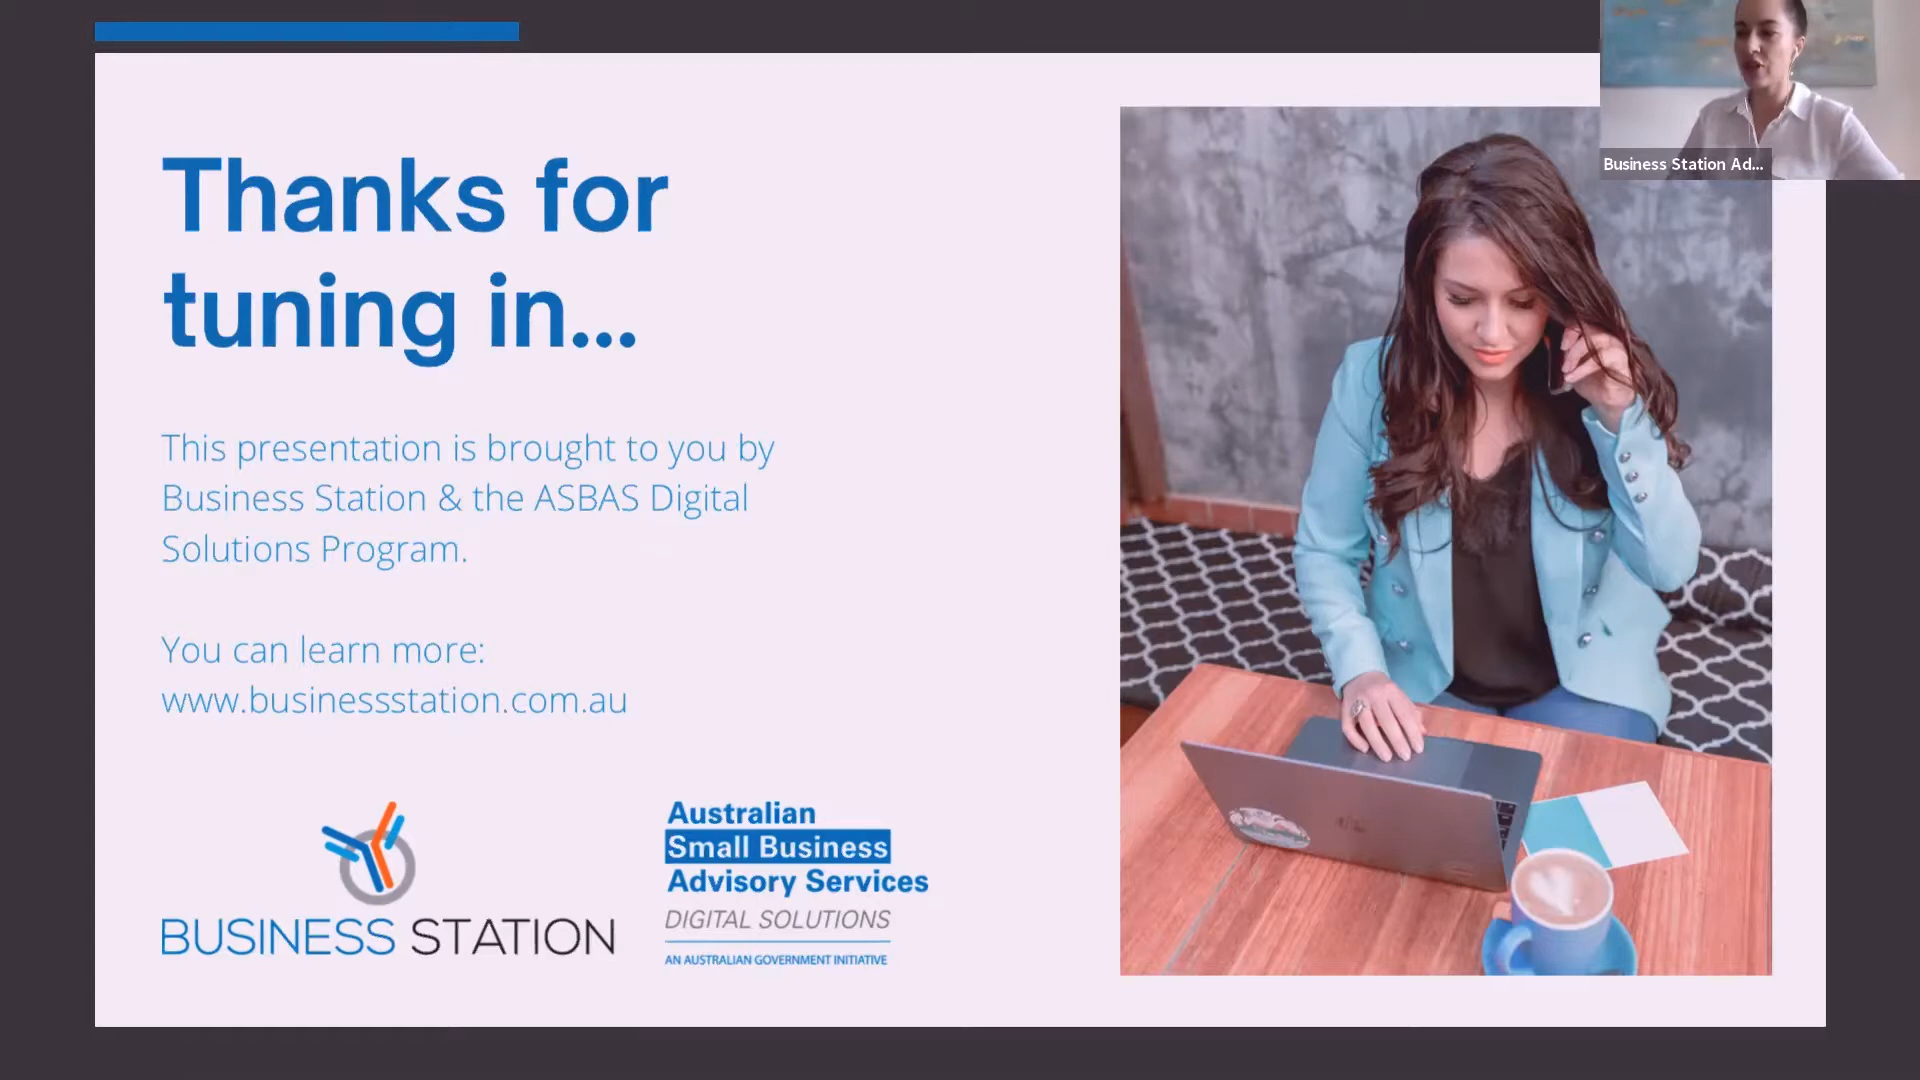 Thanks for
tuning in...
This presentation is brought to you by
Business Station & the ASBAS Digital
Solutions Program.
You can learn more:
www.businessstation.com.au
BUSINESS STATION
Australian
Small Business
Advisory Services
DIGITAL SOLUTIONS
AN AUSTRALIAN GOVERNMENT INITIATIVE
Business Station Ad...